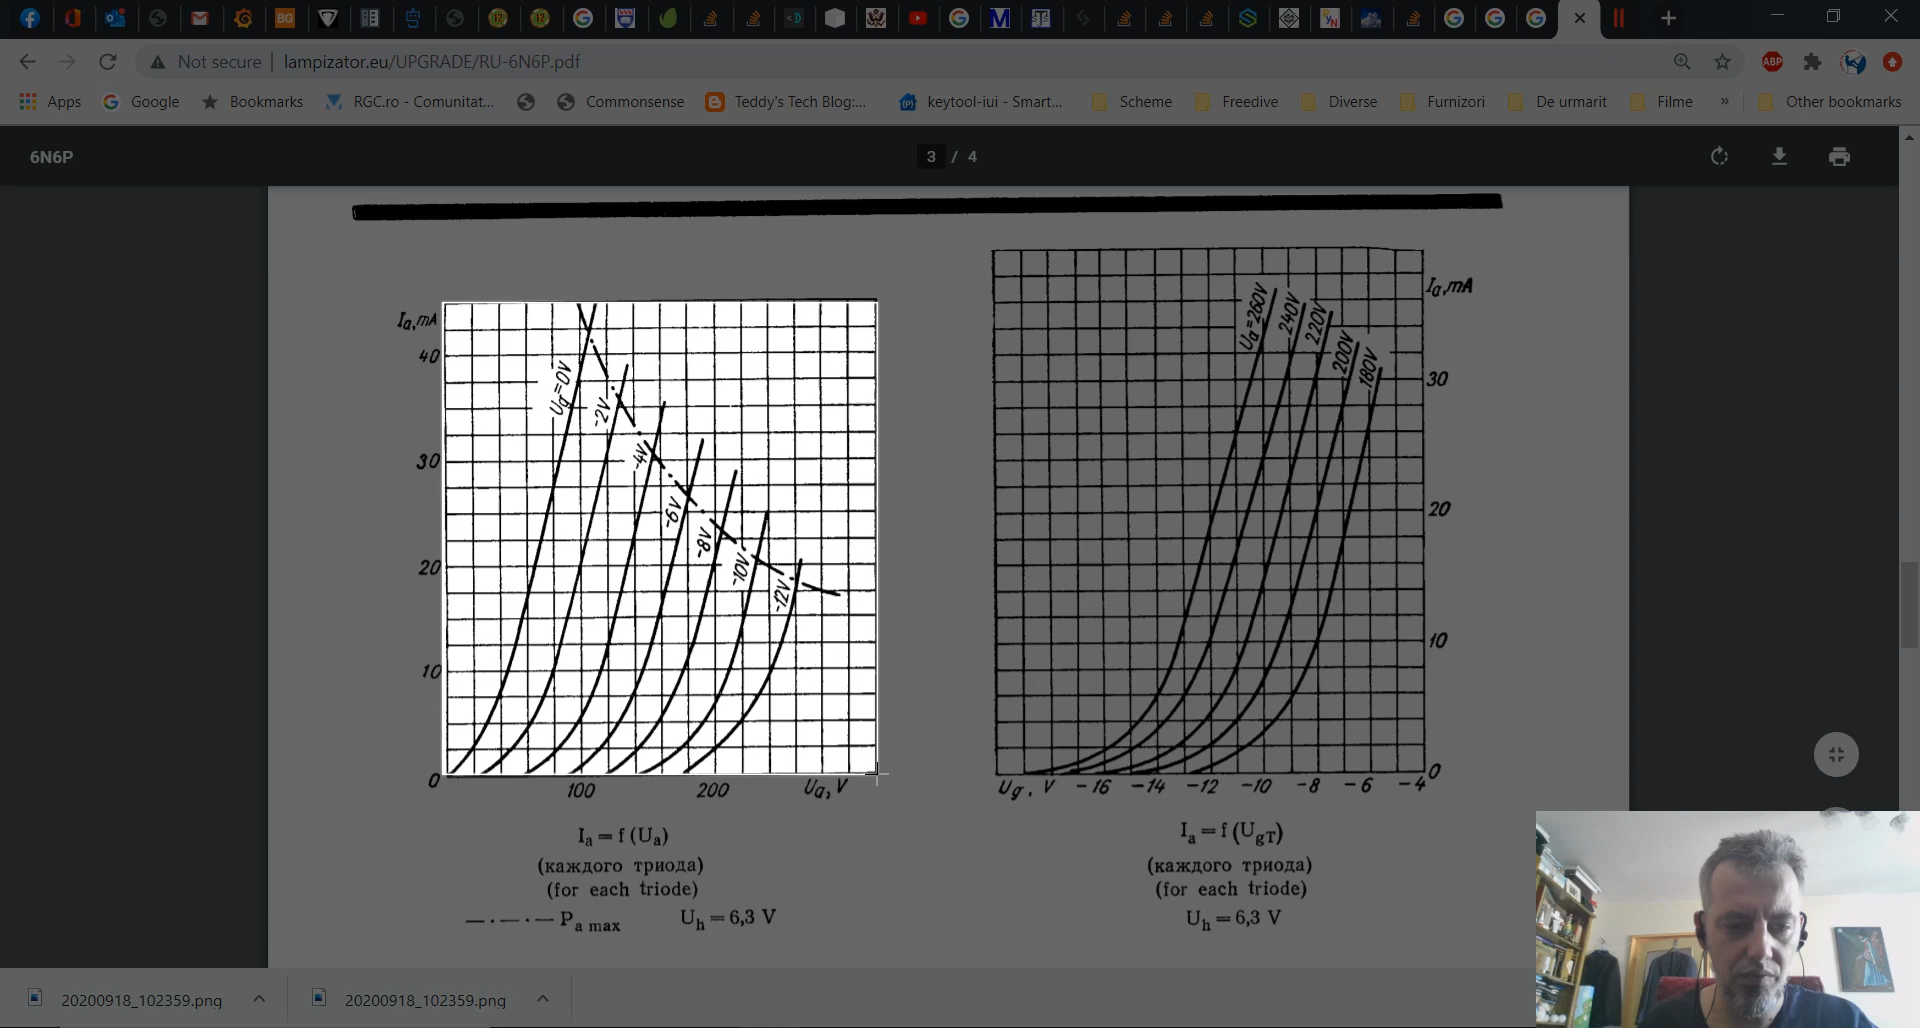 Not secure | lampizator.eu/UPGRADE/RU-6N6P.pdf
ABP
Apps Google Bookmarks RGC.ro - Comunitat... Commonsense Teddy's Tech Blog:... keytool-iui - Smart... Scheme Freedive Diverse Furnizori De urmarit Filme » Other bookmarks
6N6P
3 / 4
Ia, mA
40
30
20
10
0
100
200
Ua, V
Ug=0V
-2V
-4V
-6V
-8V
-10V
-12V
Ia = f (Ua)
(каждого триода)
(for each triode)
—·—·— Pa max Uh = 6,3 V
Ua=260V
240V
220V
200V
180V
Ia, mA
30
20
10
0
Ug, V -16 -14 -12 -10 -8 -6 -4
Ia = f (UgT)
(каждого триода)
(for each triode)
Uh = 6,3 V
20200918_102359.png
20200918_102359.png